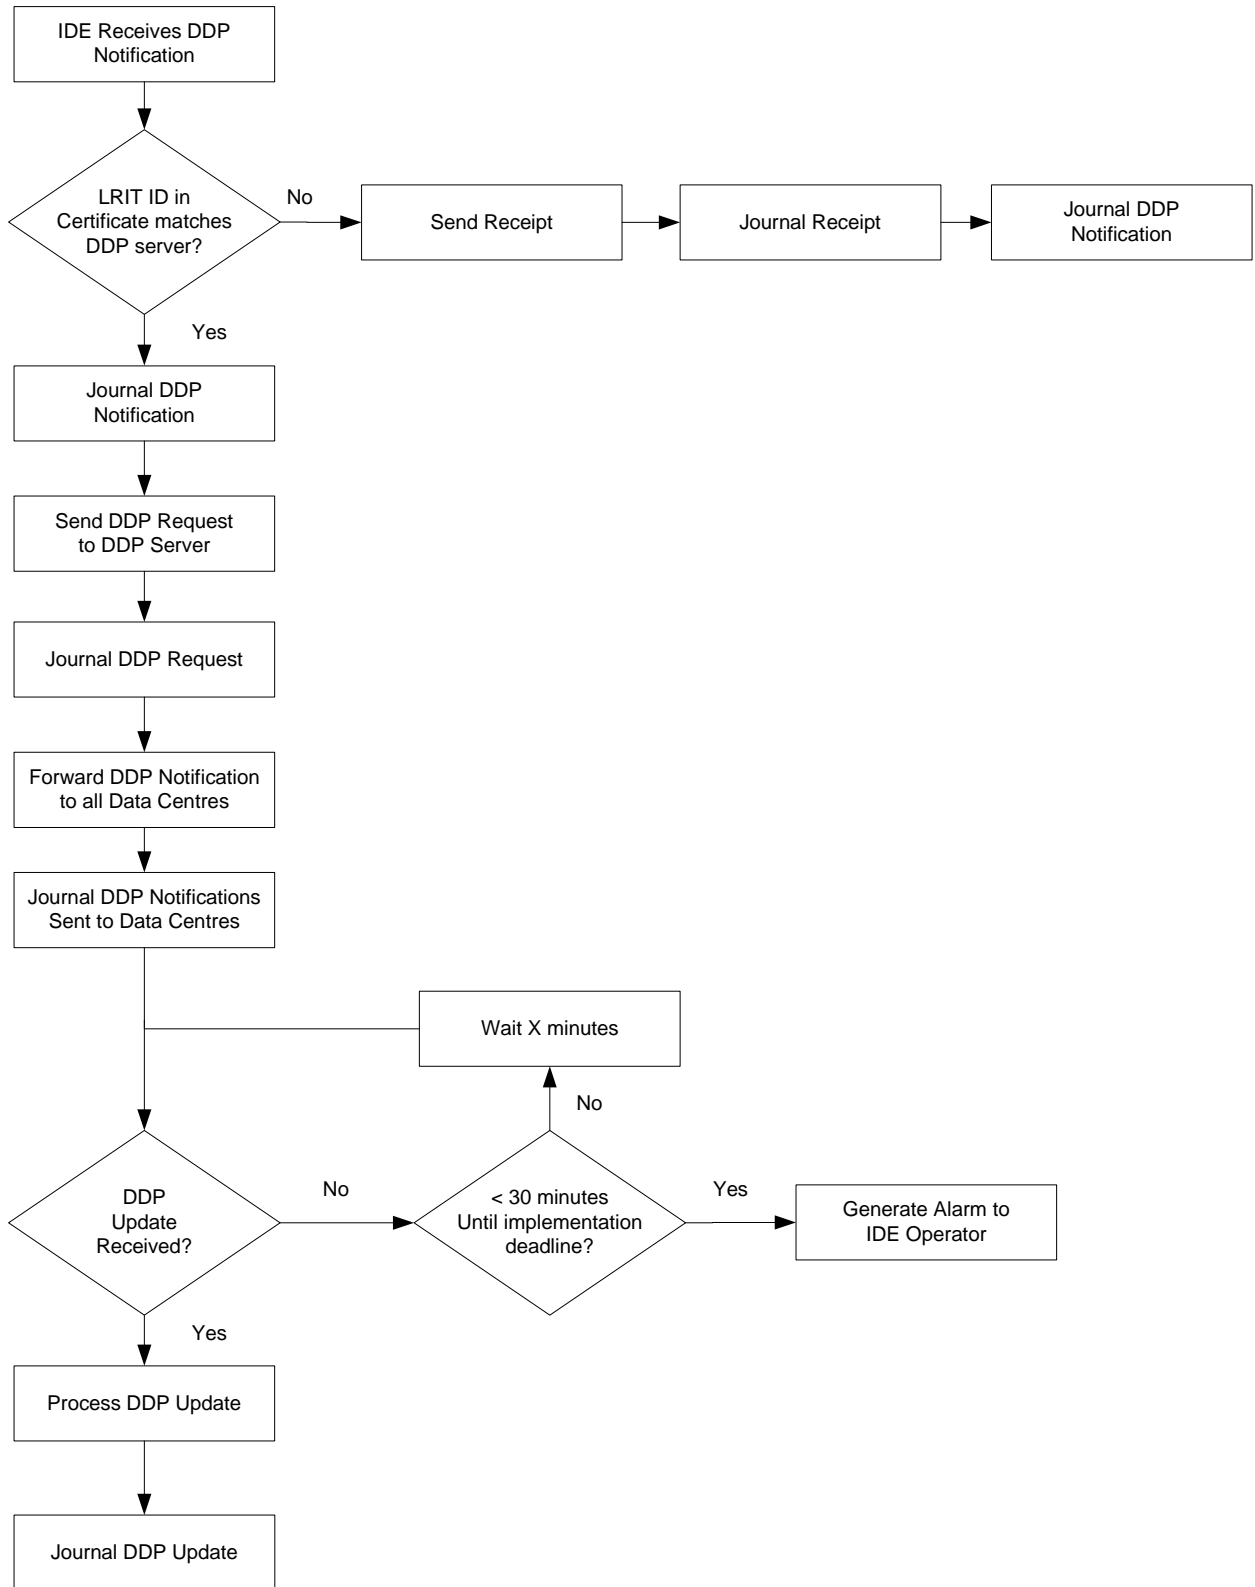 IDE Receives DDP
Notification
LRIT ID in
Certificate matches
DDP server?
No
Send Receipt
Journal Receipt
Journal DDP
Notification
Yes
Journal DDP
Notification
Send DDP Request
to DDP Server
Journal DDP Request
Forward DDP Notification
to all Data Centres
Journal DDP Notifications
Sent to Data Centres
Wait X minutes
No
DDP
Update
Received?
No
< 30 minutes
Until implementation
deadline?
Yes
Generate Alarm to
IDE Operator
Yes
Process DDP Update
Journal DDP Update